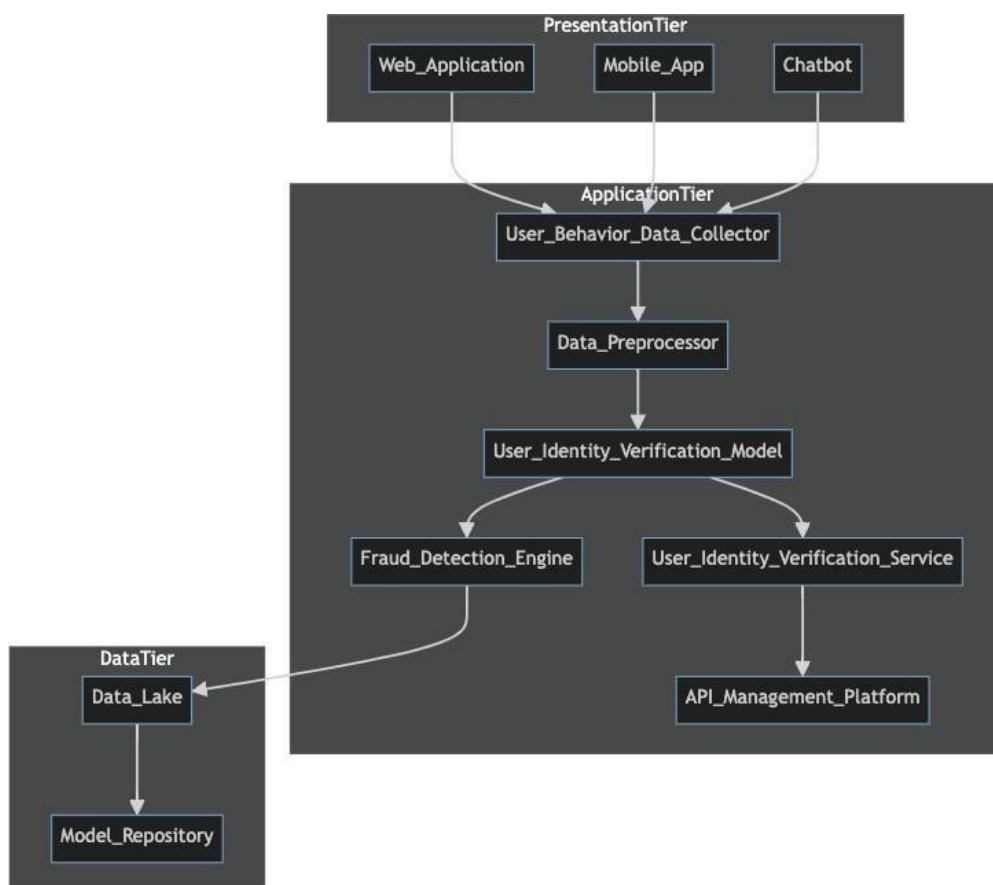 PresentationTier
Web_Application
Mobile_App
Chatbot
ApplicationTier
User_Behavior_Data_Collector
Data_Preprocessor
User_Identity_Verification_Model
Fraud_Detection_Engine
User_Identity_Verification_Service
DataTier
Data_Lake
API_Management_Platform
Model_Repository